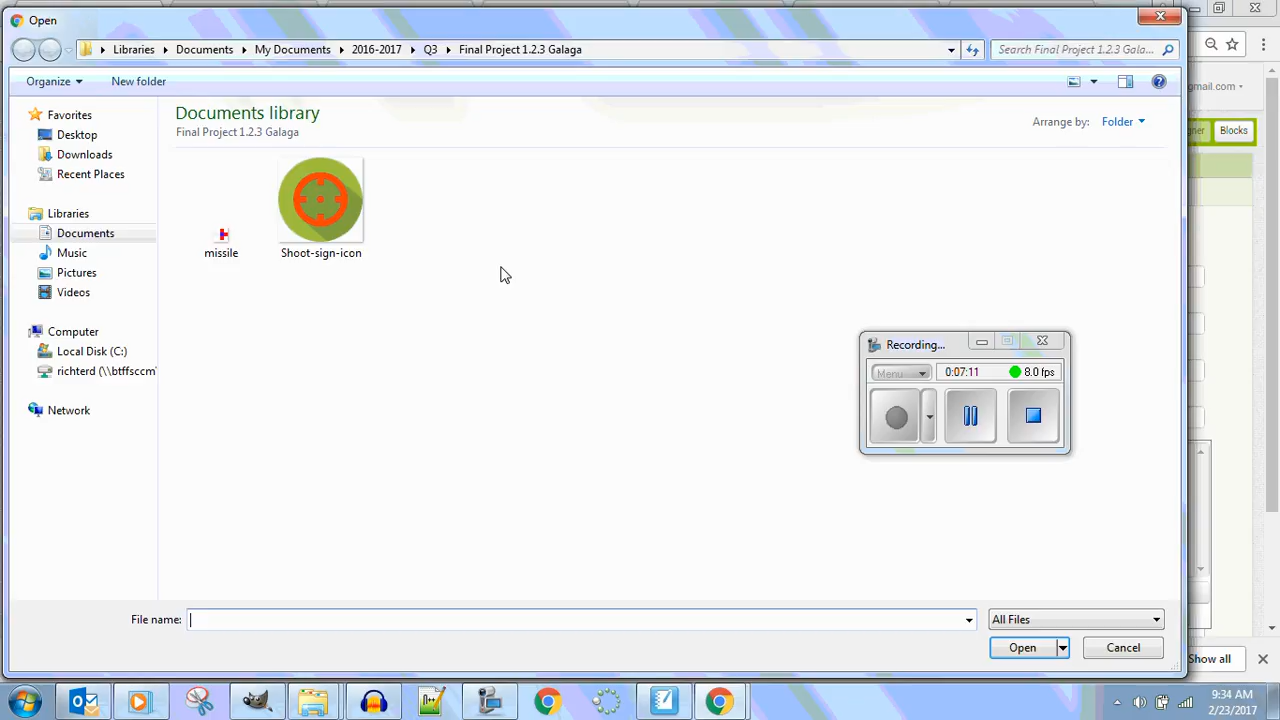 Open
Libraries Documents My Documents 2016-2017 Q3 Final Project 1.2.3 Galaga
Search Final Project 1.2.3 Gala...
Organize
New folder
gmail.com
Favorites
Desktop
Downloads
Recent Places
Libraries
Documents
Music
Pictures
Videos
Computer
Local Disk (C:)
richterd (\\btffsccm
Network
Documents library
Final Project 1.2.3 Galaga
Arrange by: Folder
Blocks
missile
Shoot-sign-icon
Recording...
Menu
0:07:11
8.0 fps
File name:
All Files
Open
Cancel
Show all
9:34 AM
2/23/2017